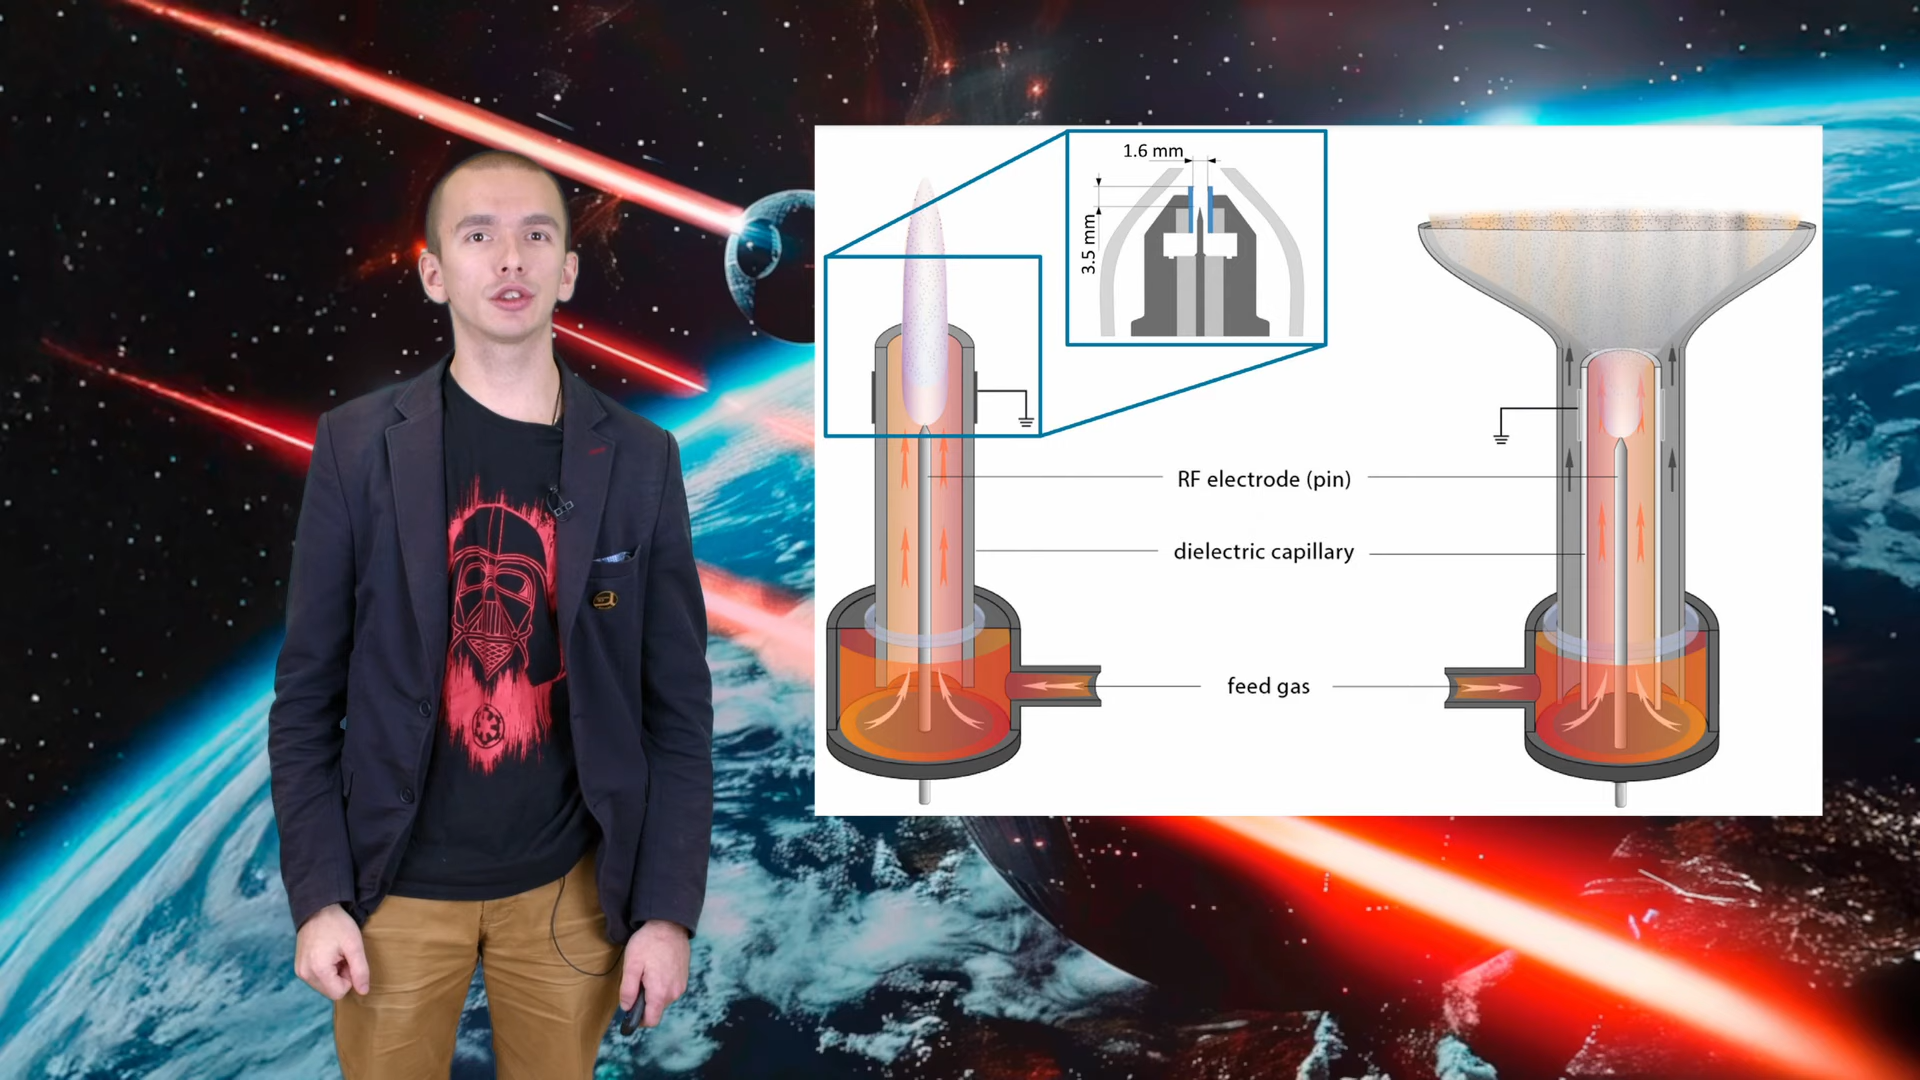 1.6 mm
3.5 mm
RF electrode (pin)
dielectric capillary
feed gas